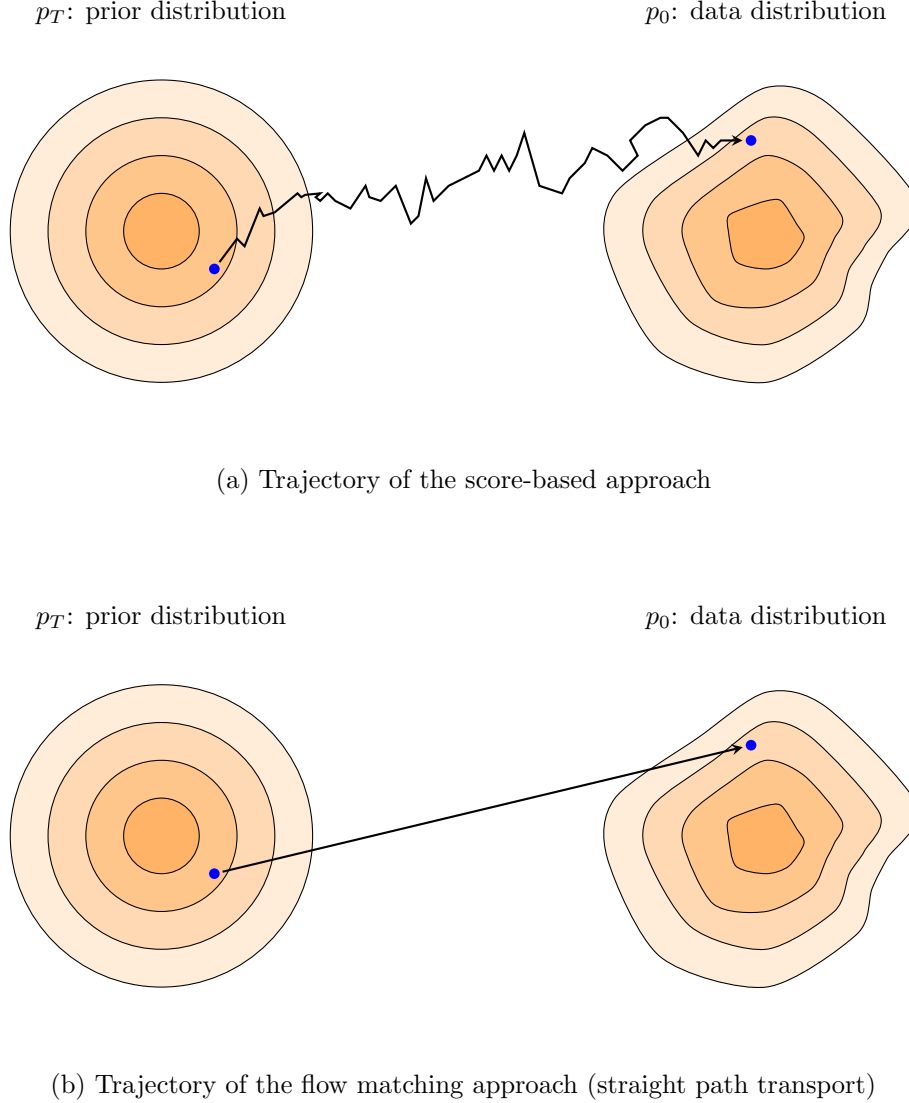 p_T: prior distribution
p_0: data distribution
(a) Trajectory of the score-based approach
p_T: prior distribution
p_0: data distribution
(b) Trajectory of the flow matching approach (straight path transport)